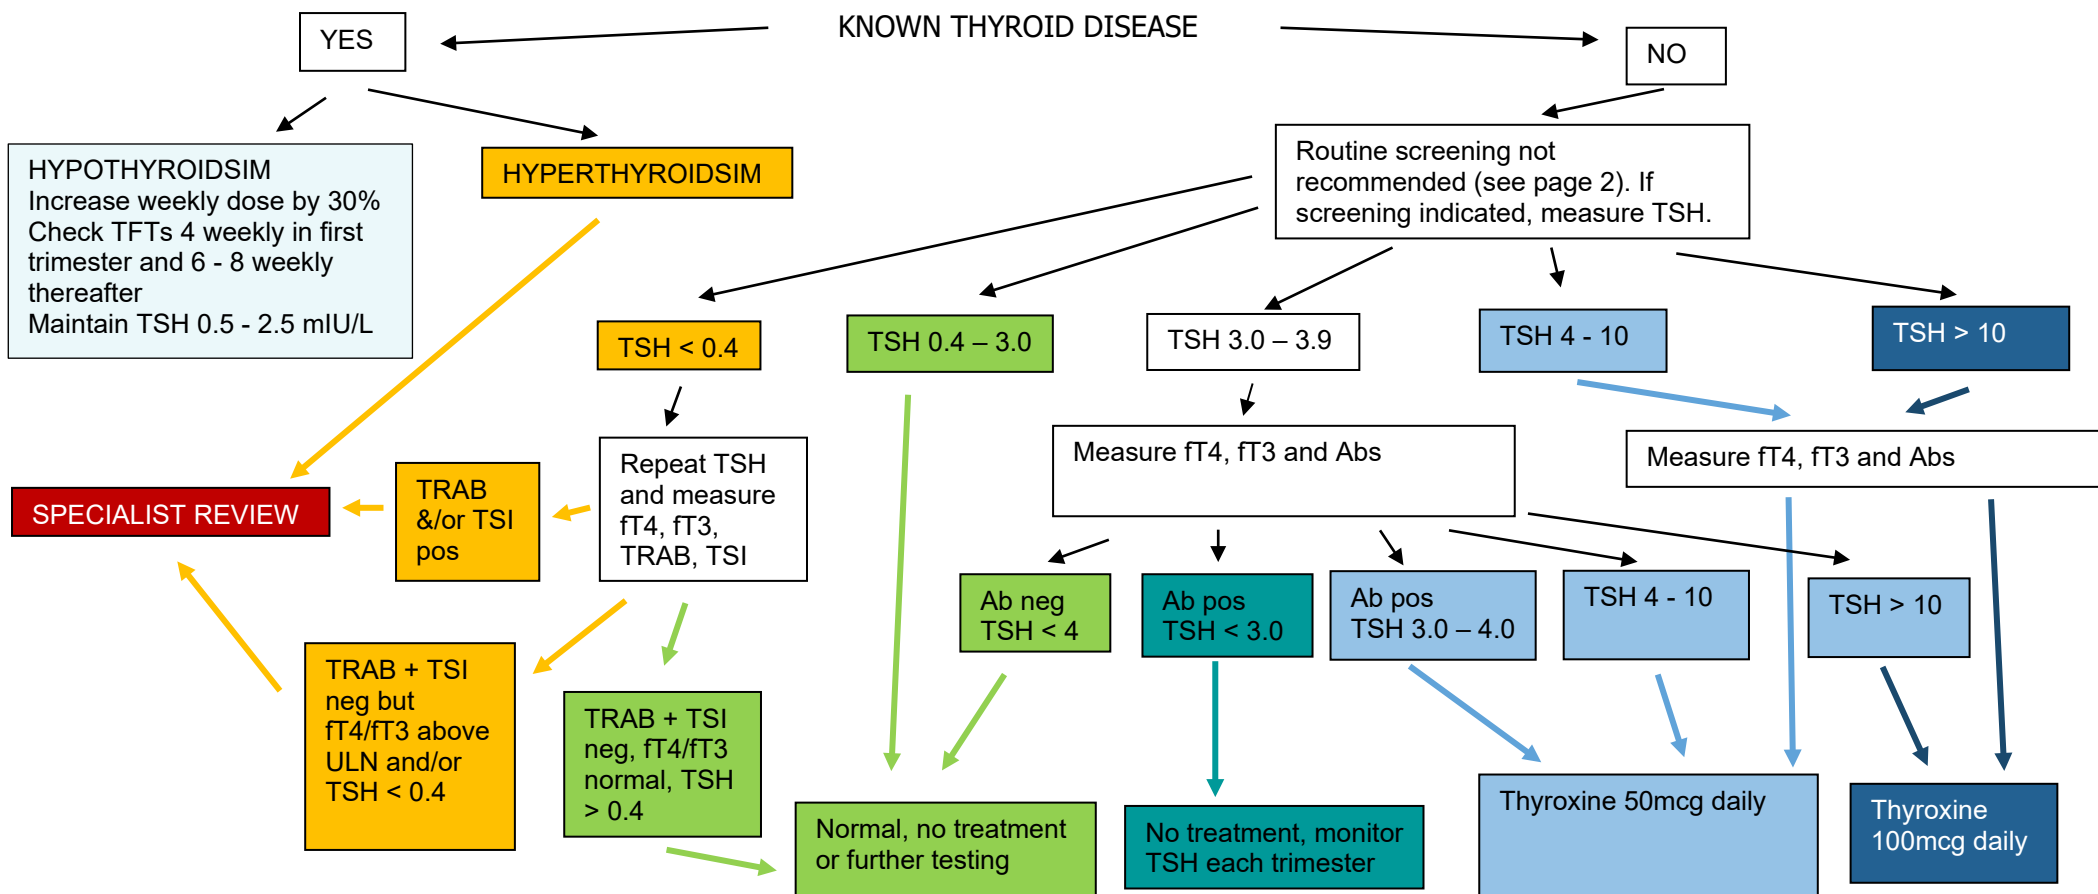 KNOWN THYROID DISEASE
YES
NO
HYPOTHYROIDSIM
Increase weekly dose by 30%
Check TFTs 4 weekly in first
trimester and 6 - 8 weekly
thereafter
Maintain TSH 0.5 - 2.5 mIU/L
HYPERTHYROIDSIM
Routine screening not
recommended (see page 2). If
screening indicated, measure TSH.
TSH < 0.4
TSH 0.4 – 3.0
TSH 3.0 – 3.9
TSH 4 - 10
TSH > 10
SPECIALIST REVIEW
TRAB
&/or TSI
pos
Repeat TSH
and measure
fT4, fT3,
TRAB, TSI
Measure fT4, fT3 and Abs
Measure fT4, fT3 and Abs
Ab neg
TSH < 4
Ab pos
TSH < 3.0
Ab pos
TSH 3.0 – 4.0
TSH 4 - 10
TSH > 10
TRAB + TSI
neg but
fT4/fT3 above
ULN and/or
TSH < 0.4
TRAB + TSI
neg, fT4/fT3
normal, TSH
> 0.4
Normal, no treatment
or further testing
No treatment, monitor
TSH each trimester
Thyroxine 50mcg daily
Thyroxine
100mcg daily